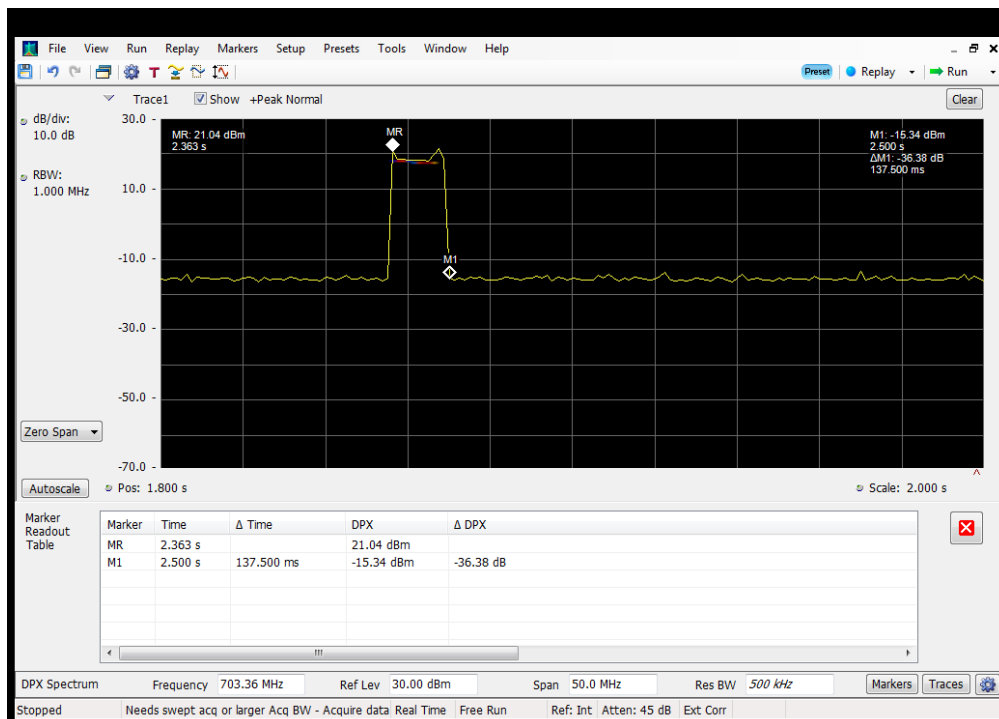 File View Run Replay Markers Setup Presets Tools Window Help
T Preset Replay Run
Trace1 Show +Peak Normal Clear
dB/div:
10.0 dB
RBW:
1.000 MHz
30.0
10.0
-10.0
-30.0
-50.0
-70.0
MR: 21.04 dBm
2.363 s
MR
M1: -15.34 dBm
2.500 s
ΔM1: -36.38 dB
137.500 ms
M1
Zero Span
Autoscale Pos: 1.800 s Scale: 2.000 s
Marker
Readout
Table
Marker Time Δ Time DPX Δ DPX
MR 2.363 s 21.04 dBm
M1 2.500 s 137.500 ms -15.34 dBm -36.38 dB
DPX Spectrum Frequency 703.36 MHz Ref Lev 30.00 dBm Span 50.0 MHz Res BW 500 kHz Markers Traces
Stopped Needs swept acq or larger Acq BW - Acquire data Real Time Free Run Ref: Int Atten: 45 dB Ext Corr